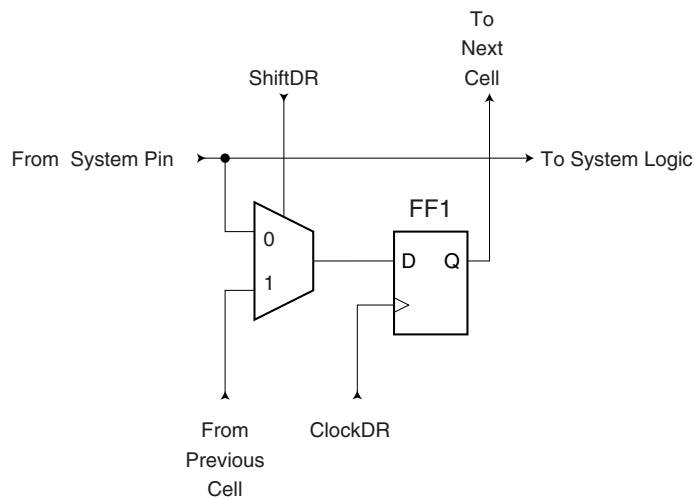 To
Next
Cell
ShiftDR
From System Pin
To System Logic
FF1
0
D Q
1
From
Previous
Cell
ClockDR